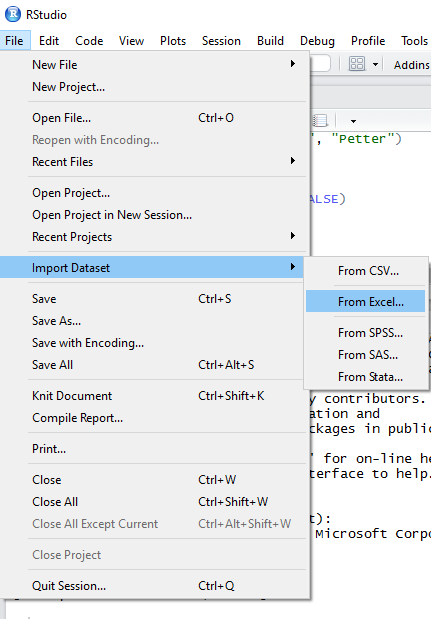 RStudio
File Edit Code View Plots Session Build Debug Profile Tools
New File
New Project...
Addins
Open File... Ctrl+O
Reopen with Encoding...
", "Petter")
Recent Files
Open Project...
ALSE)
Open Project in New Session...
Recent Projects
Import Dataset
From CSV...
Save Ctrl+S
From Excel...
Save As...
From SPSS...
Save with Encoding...
From SAS...
Save All Ctrl+Alt+S
From Stata...
Knit Document Ctrl+Shift+K
y contributors.
Compile Report...
ation and
ckages in public
Print...
' for on-line he
Close Ctrl+W
terface to help.
Close All Ctrl+Shift+W
Close All Except Current Ctrl+Alt+Shift+W
t):
Microsoft Corpo
Close Project
Quit Session... Ctrl+Q